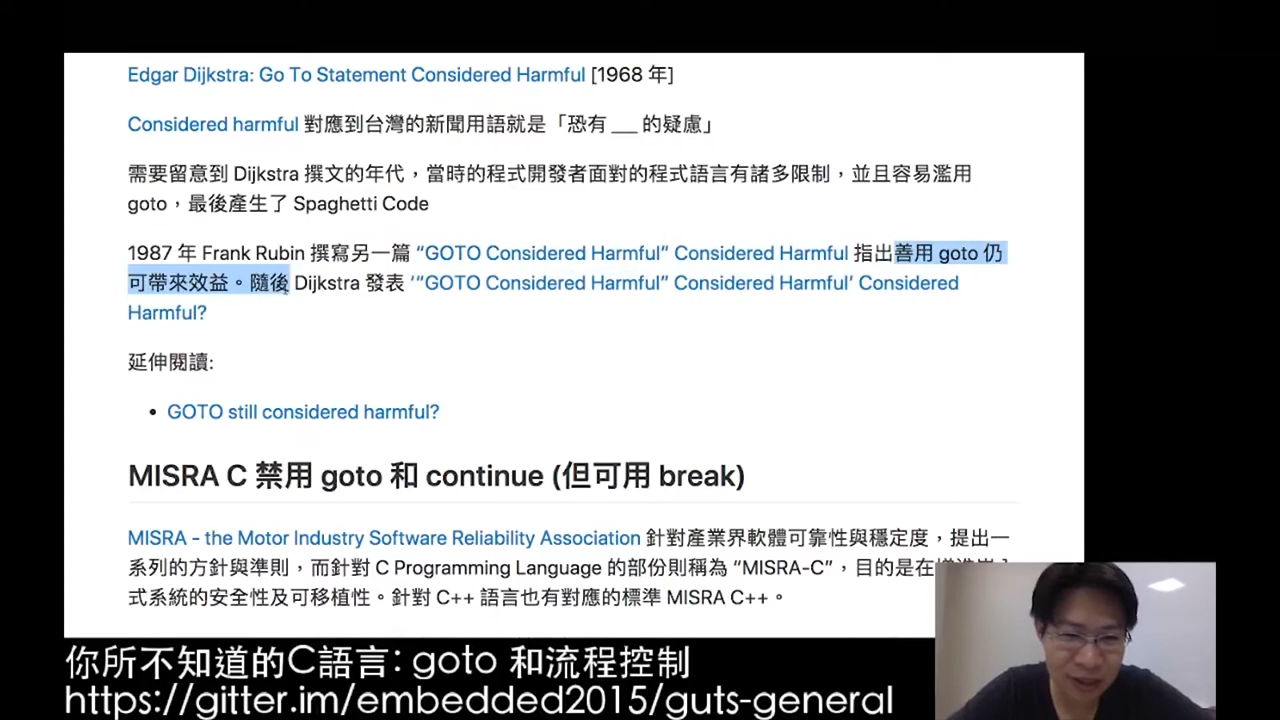 Edgar Dijkstra: Go To Statement Considered Harmful [1968 年]
Considered harmful 對應到台灣的新聞用語就是「恐有 ___ 的疑慮」
需要留意到 Dijkstra 撰文的年代，當時的程式開發者面對的程式語言有諸多限制，並且容易濫用
goto，最後產生了 Spaghetti Code
1987 年 Frank Rubin 撰寫另一篇 “GOTO Considered Harmful” Considered Harmful 指出善用 goto 仍
可帶來效益。隨後 Dijkstra 發表 ‘“GOTO Considered Harmful” Considered Harmful’ Considered
Harmful?
延伸閱讀:
• GOTO still considered harmful?
MISRA C 禁用 goto 和 continue (但可用 break)
MISRA - the Motor Industry Software Reliability Association 針對產業界軟體可靠性與穩定度，提出一
系列的方針與準則，而針對 C Programming Language 的部份則稱為 “MISRA-C”，目的是在
式系統的安全性及可移植性。針對 C++ 語言也有對應的標準 MISRA C++。
你所不知道的C語言: goto 和流程控制
https://gitter.im/embedded2015/guts-general